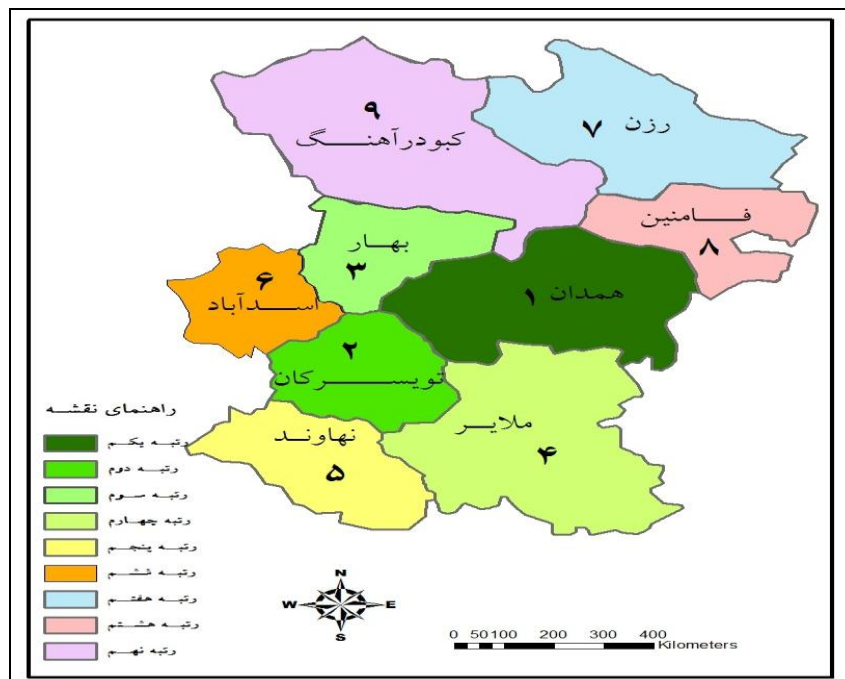 ۹
کبودرآهنگ
رزن ۷
فامنین
۸
بهار
۳
همدان ۱
۶
اسدآباد
۲
تویسرکان
ملایر
۴
نهاوند
۵
راهنمای نقشه
رتبه یکم
رتبه دوم
رتبه سوم
رتبه چهارم
رتبه پنجم
رتبه ششم
رتبه هفتم
رتبه هشتم
رتبه نهم
N
W E
S
0 50 100 200 300 400
Kilometers